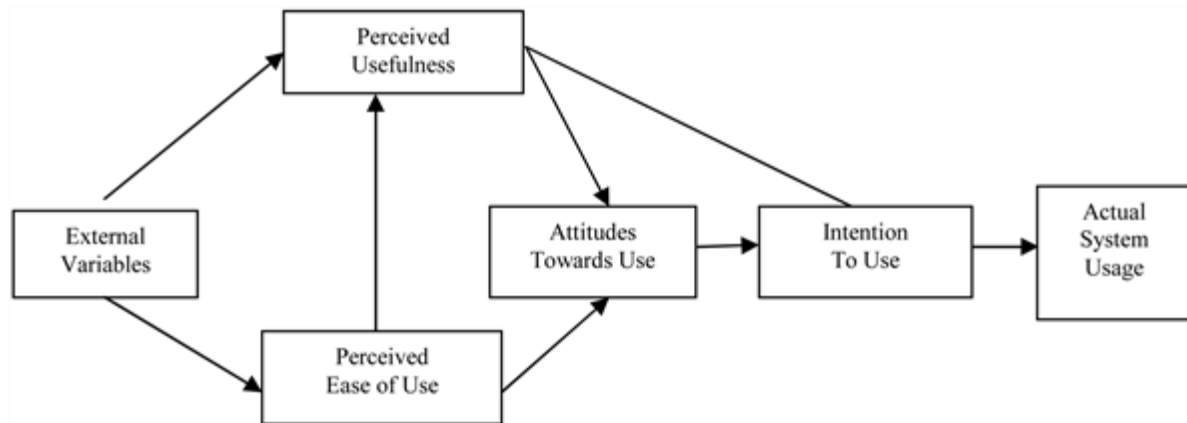 Perceived
Usefulness
External
Variables
Attitudes
Towards Use
Intention
To Use
Actual
System
Usage
Perceived
Ease of Use